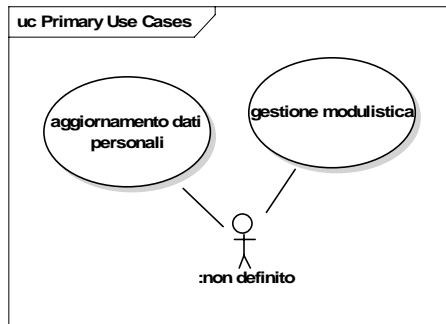 uc Primary Use Cases
gestione modulistica
aggiornamento dati
personali
:non definito